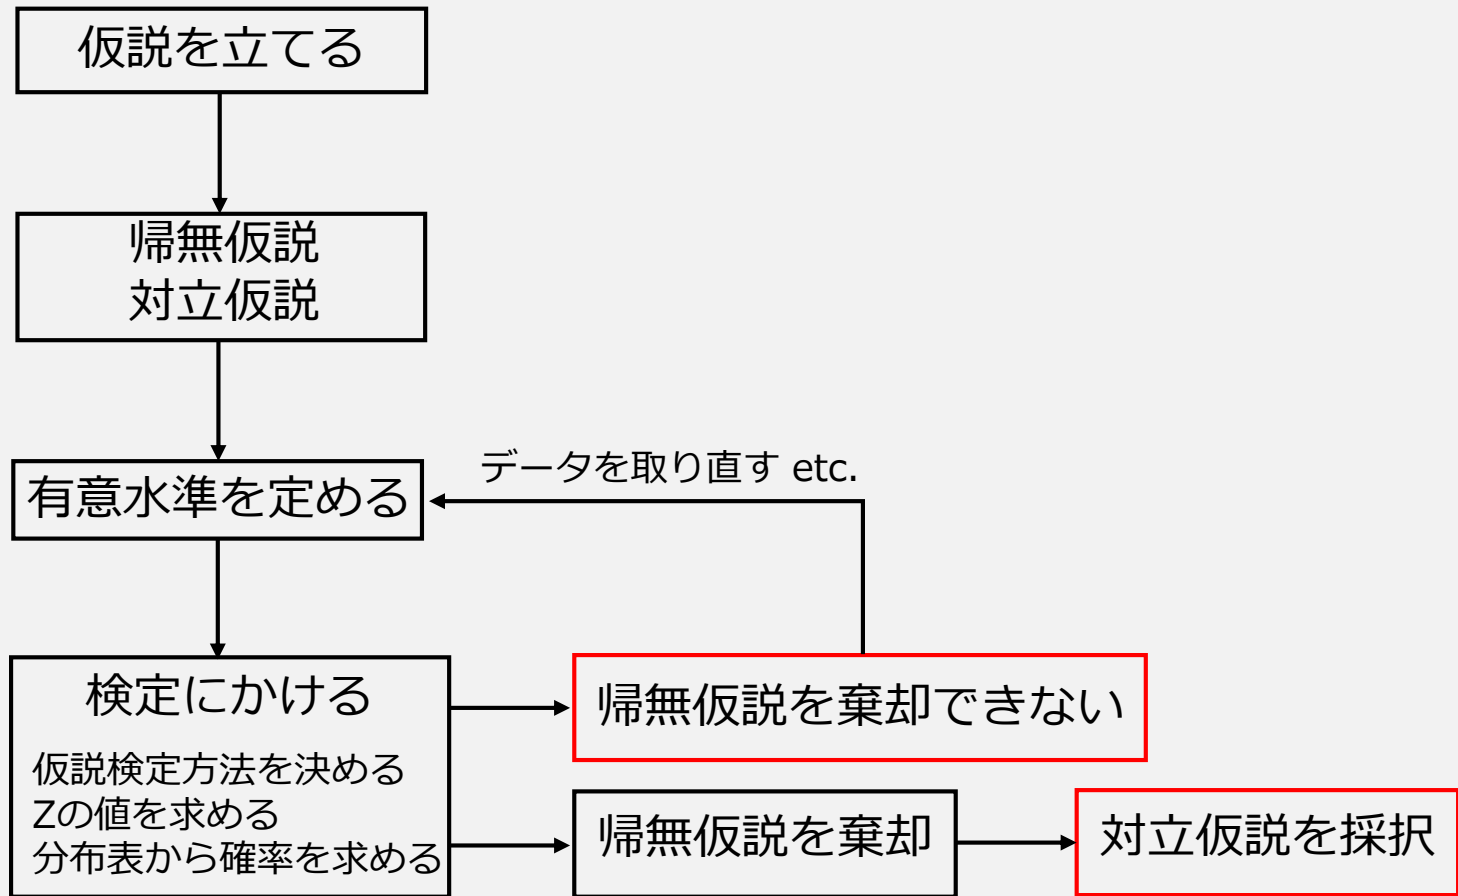 仮説を立てる
帰無仮説
対立仮説
有意水準を定める
データを取り直す etc.
検定にかける
仮説検定方法を決める
Zの値を求める
分布表から確率を求める
帰無仮説を棄却できない
帰無仮説を棄却
対立仮説を採択